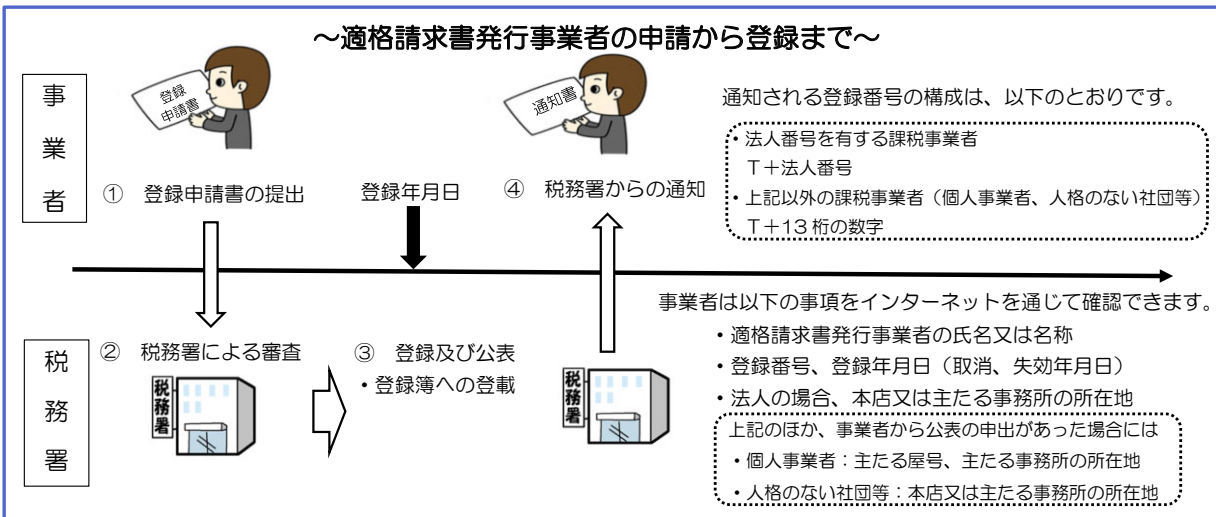 ~適格請求書発行事業者の申請から登録まで~
事業者
登録
申請書
① 登録申請書の提出
登録年月日
通知書
④ 税務署からの通知
通知される登録番号の構成は、以下のとおりです。
・法人番号を有する課税事業者
T+法人番号
・上記以外の課税事業者(個人事業者、人格のない社団等)
T+13桁の数字
税務署
② 税務署による審査
税務署
③ 登録及び公表
・登録簿への登載
税務署
事業者は以下の事項をインターネットを通じて確認できます。
・適格請求書発行事業者の氏名又は名称
・登録番号、登録年月日(取消、失効年月日)
・法人の場合、本店又は主たる事務所の所在地
上記のほか、事業者から公表の申出があった場合には
・個人事業者:主たる屋号、主たる事務所の所在地
・人格のない社団等:本店又は主たる事務所の所在地